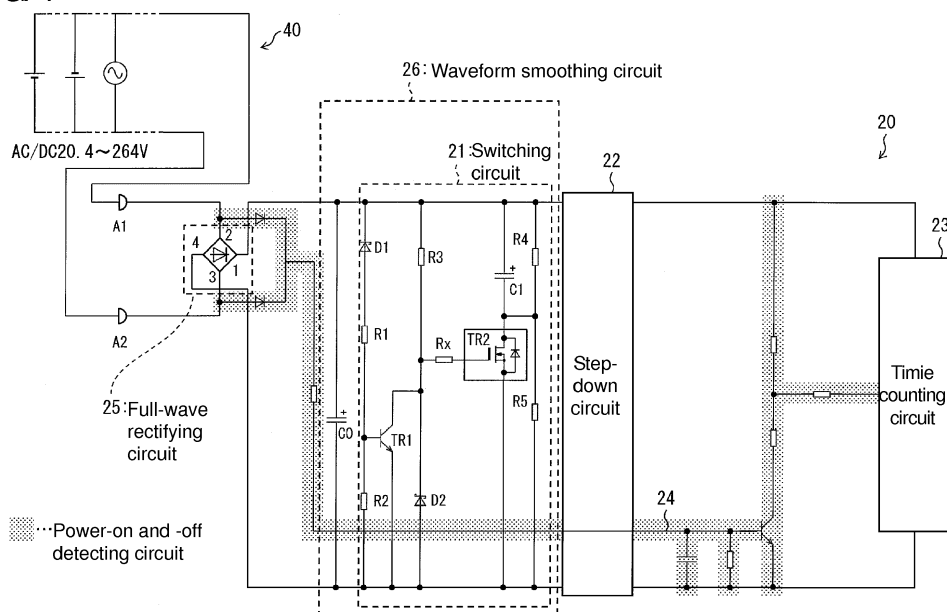 40
26:Waveform smoothing circuit
20
AC/DC20.4~264V
21:Switching
circuit
22
A1
4
2
3
1
D1
R3
R4
C1
23
R1
Rx
TR2
Step-
down
circuit
Timie
counting
circuit
A2
25:Full-wave
rectifying
circuit
C0
TR1
R5
R2
D2
24
…Power-on and -off
detecting circuit